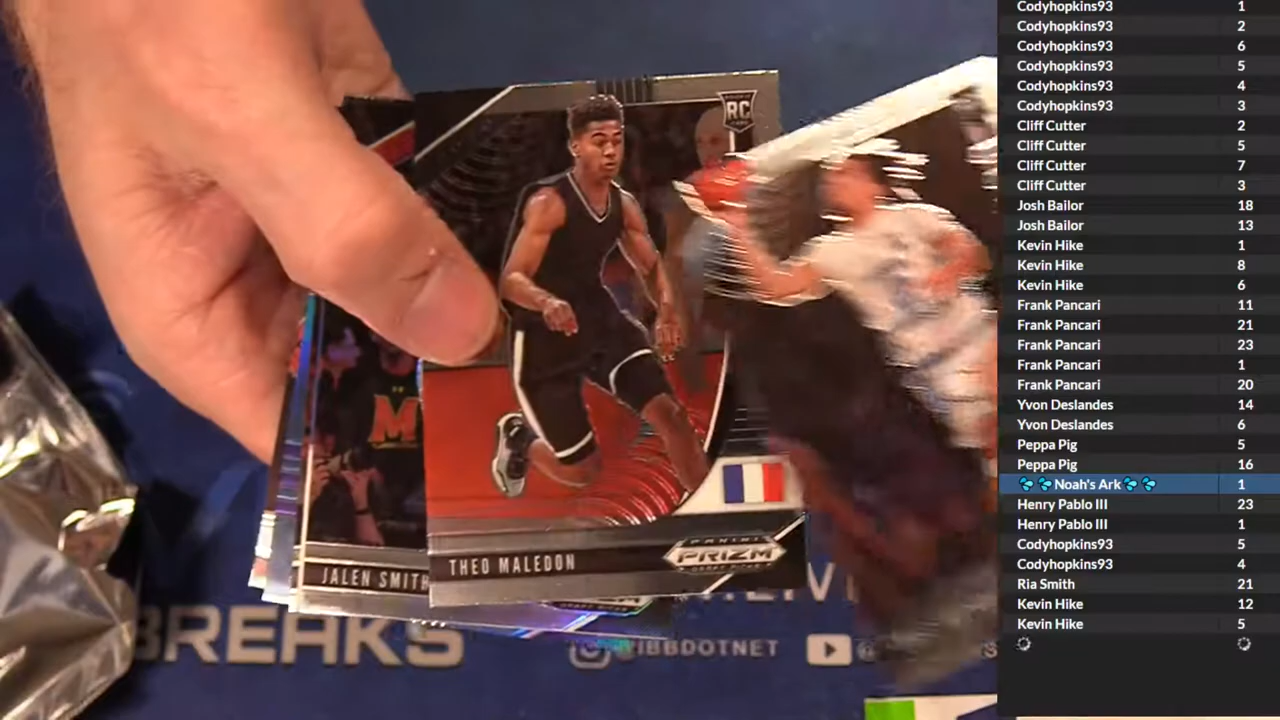 RC
M
JALEN SMITH
THEO MALEDON
PANINI
PRIZM
DRAFT PICKS
BREAKS
IBBDOTNET
Codyhopkins93 1
Codyhopkins93 2
Codyhopkins93 6
Codyhopkins93 5
Codyhopkins93 4
Codyhopkins93 3
Cliff Cutter 2
Cliff Cutter 5
Cliff Cutter 7
Cliff Cutter 3
Josh Bailor 18
Josh Bailor 13
Kevin Hike 1
Kevin Hike 8
Kevin Hike 6
Frank Pancari 11
Frank Pancari 21
Frank Pancari 23
Frank Pancari 1
Frank Pancari 20
Yvon Deslandes 14
Yvon Deslandes 6
Peppa Pig 5
Peppa Pig 16
Noah's Ark 1
Henry Pablo III 23
Henry Pablo III 1
Codyhopkins93 5
Codyhopkins93 4
Ria Smith 21
Kevin Hike 12
Kevin Hike 5